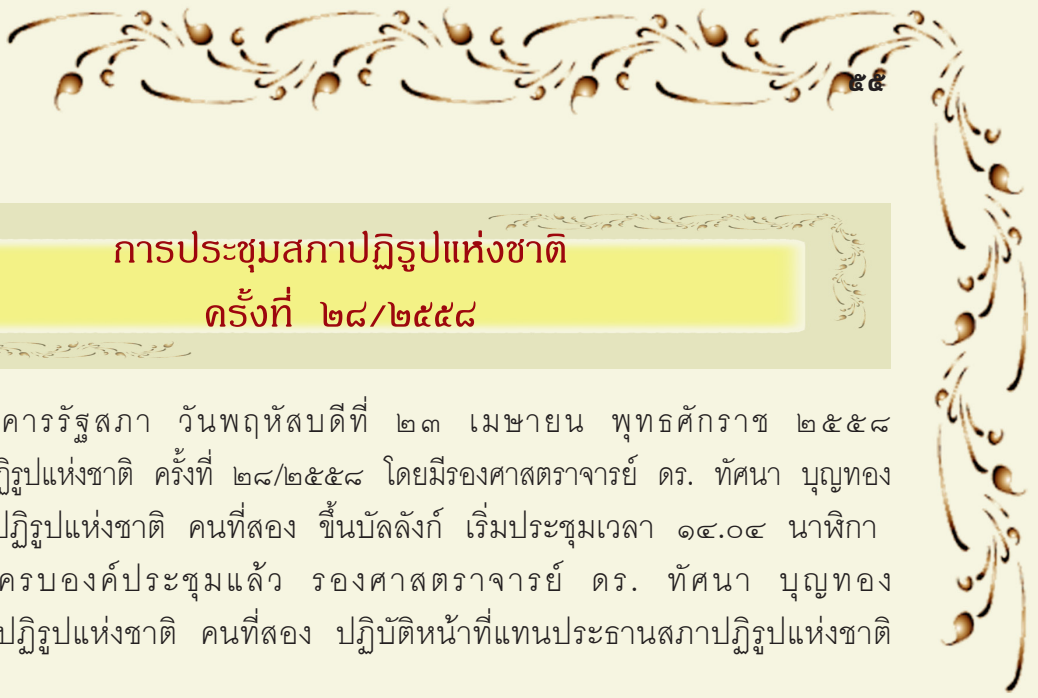 ๕๕
การประชุมสภาปฏิรูปแห่งชาติ
ครั้งที่ ๒๘/๒๕๕๘
คารรัฐสภา วันพฤหัสบดีที่ ๒๓ เมษายน พุทธศักราช ๒๕๕๘
ฏิรูปแห่งชาติ ครั้งที่ ๒๘/๒๕๕๘ โดยมีรองศาสตราจารย์ ดร. ทัศนา บุญทอง
ปฏิรูปแห่งชาติ คนที่สอง ขึ้นบัลลังก์ เริ่มประชุมเวลา ๑๔.๐๔ นาฬิกา
ครบองค์ประชุมแล้ว รองศาสตราจารย์ ดร. ทัศนา บุญทอง
ปฏิรูปแห่งชาติ คนที่สอง ปฏิบัติหน้าที่แทนประธานสภาปฏิรูปแห่งชาติ